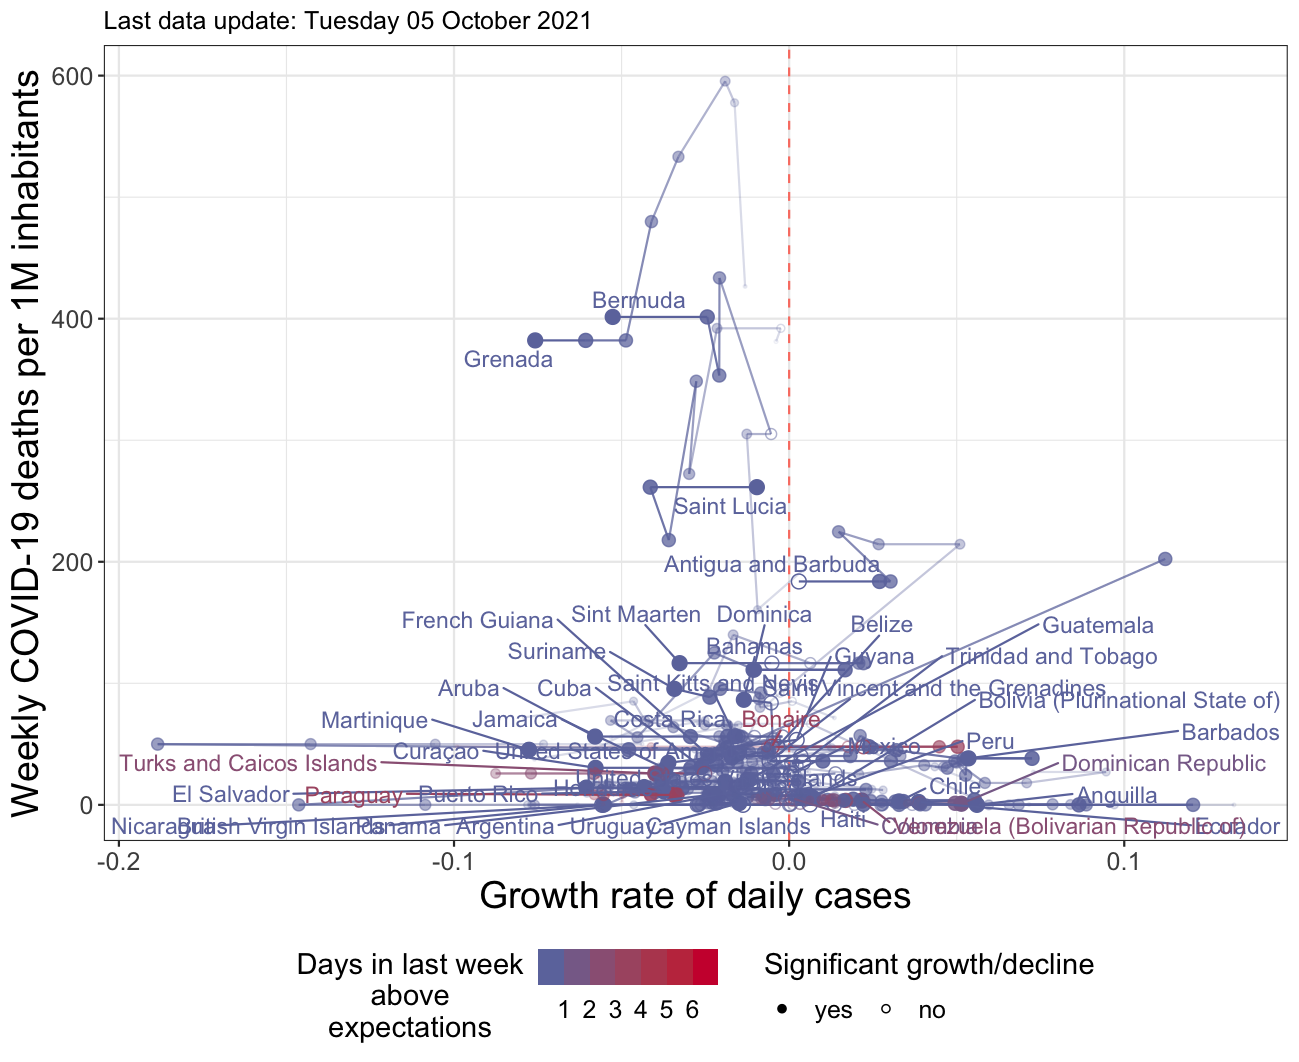 Last data update: Tuesday 05 October 2021
Weekly COVID-19 deaths per 1M inhabitants
600
400
200
0
Bermuda
Grenada
Saint Lucia
Antigua and Barbuda
French Guiana
Sint Maarten
Dominica
Belize
Guatemala
Suriname
Bahamas
Guyana
Trinidad and Tobago
Aruba
Cuba
Saint Kitts and Nevis
Saint Vincent and the Grenadines
Bolivia (Plurinational State of)
Martinique
Jamaica
Costa Rica
Bonaire
Barbados
Curaçao
United States
Mexico
Peru
Turks and Caicos Islands
Dominican Republic
El Salvador
Paraguay
Puerto Rico
Chile
Anguilla
Nicaragua
British Virgin Islands
Panama
Argentina
Uruguay
Cayman Islands
Haiti
Colombia
Venezuela (Bolivarian Republic of)
Ecuador
-0.2
-0.1
0.0
0.1
Growth rate of daily cases
Days in last week
above
expectations
1 2 3 4 5 6
Significant growth/decline
yes
no